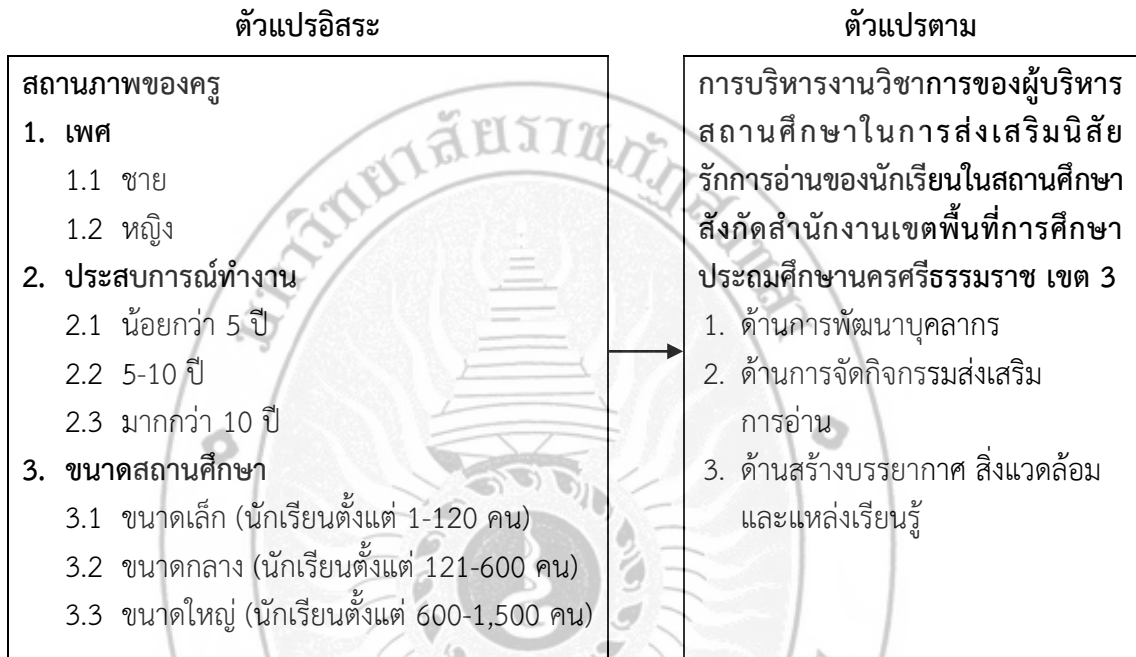 ตัวแปรอิสระ
สถานภาพของครู
1. เพศ
1.1 ชาย
1.2 หญิง
2. ประสบการณ์ทำงาน
2.1 น้อยกว่า 5 ปี
2.2 5-10 ปี
2.3 มากกว่า 10 ปี
3. ขนาดสถานศึกษา
3.1 ขนาดเล็ก (นักเรียนตั้งแต่ 1-120 คน)
3.2 ขนาดกลาง (นักเรียนตั้งแต่ 121-600 คน)
3.3 ขนาดใหญ่ (นักเรียนตั้งแต่ 600-1,500 คน)
ตัวแปรตาม
การบริหารงานวิชาการของผู้บริหาร
สถานศึกษาในการส่งเสริมนิสัย
รักการอ่านของนักเรียนในสถานศึกษา
สังกัดสำนักงานเขตพื้นที่การศึกษา
ประถมศึกษานครศรีธรรมราช เขต 3
1. ด้านการพัฒนาบุคลากร
2. ด้านการจัดกิจกรรมส่งเสริม
การอ่าน
3. ด้านสร้างบรรยากาศ สิ่งแวดล้อม
และแหล่งเรียนรู้
มหาวิทยาลัยราชภัฏสงขลา